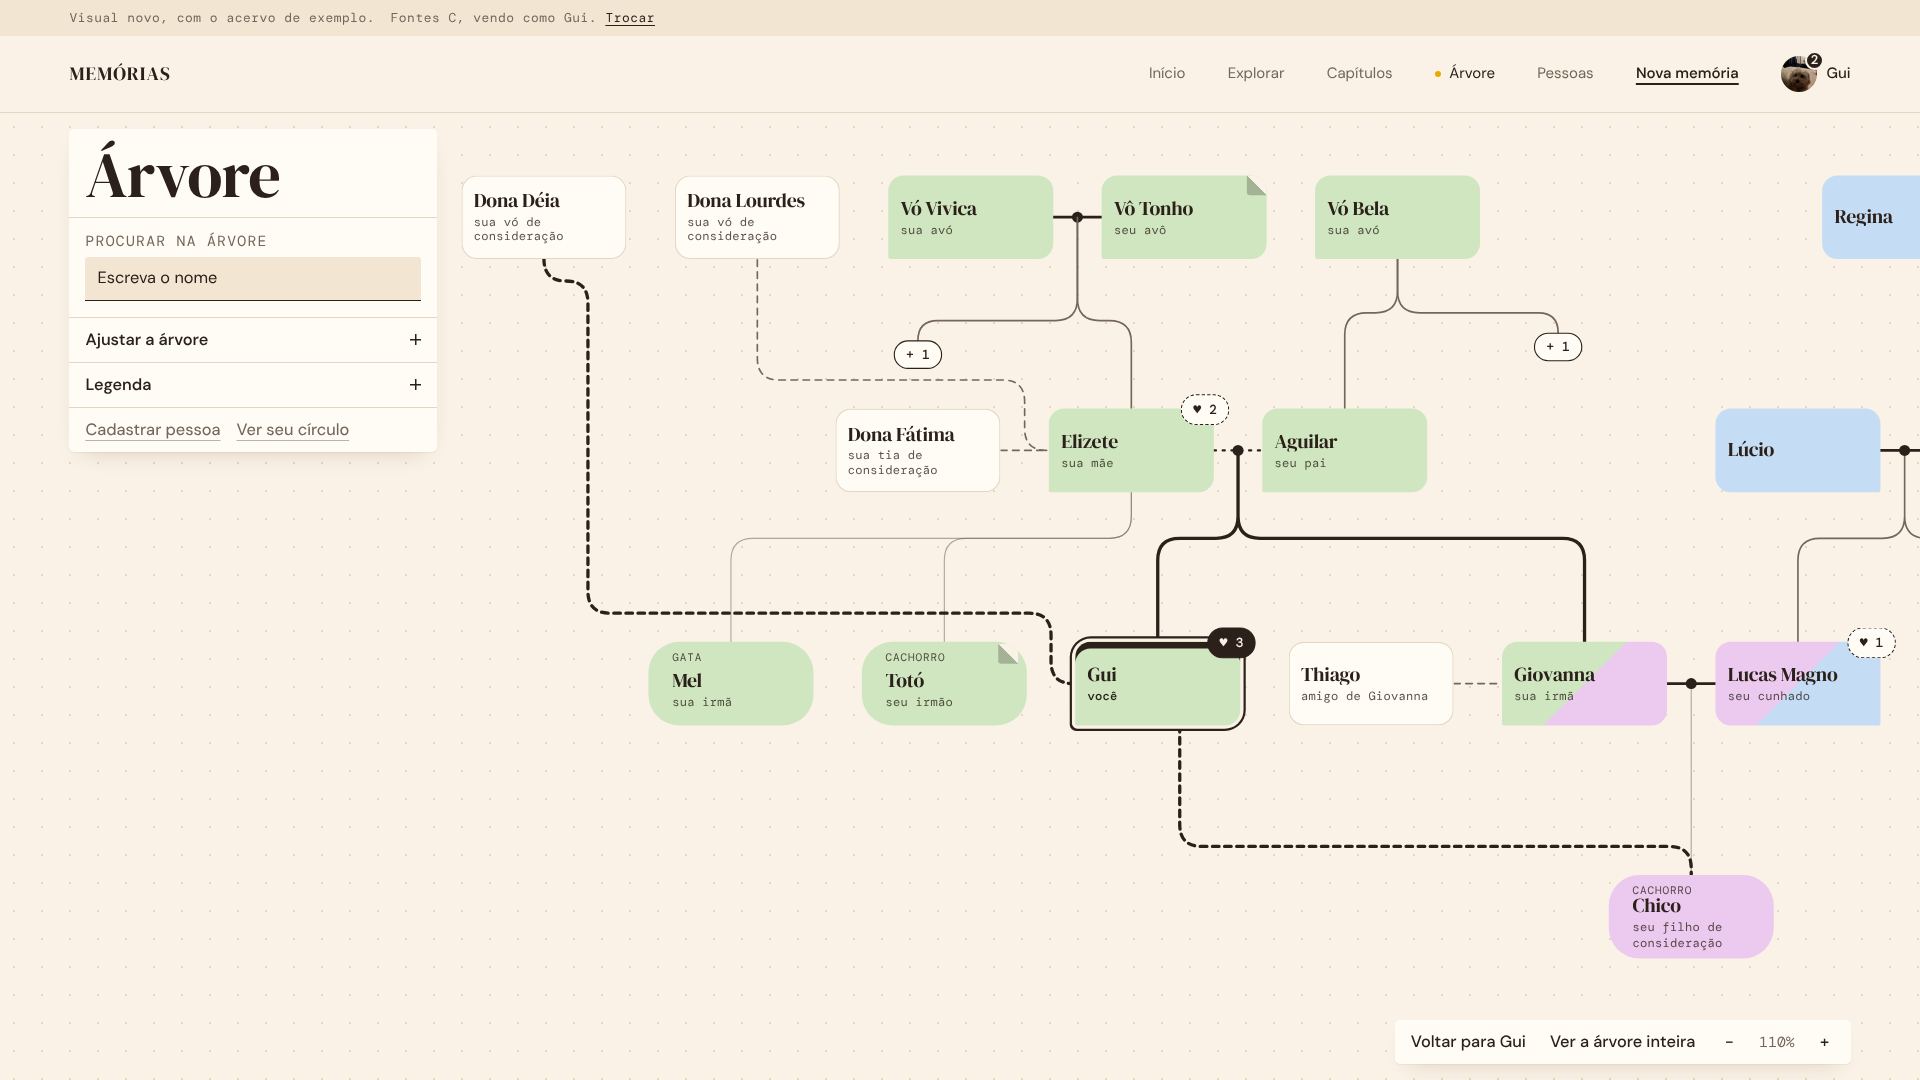 Visual novo, com o acervo de exemplo. Fontes C, vendo como Gui. Trocar
MEMÓRIAS
Início
Explorar
Capítulos
Árvore
Pessoas
Nova memória
2
Gui
Árvore
PROCURAR NA ÁRVORE
Escreva o nome
Ajustar a árvore +
Legenda +
Cadastrar pessoa Ver seu círculo
Dona Déia
sua vó de
consideração
Dona Lourdes
sua vó de
consideração
Vó Vivica
sua avó
Vô Tonho
seu avô
Vó Bela
sua avó
Regina
+ 1
+ 1
Dona Fátima
sua tia de
consideração
Elizete
sua mãe
♥ 2
Aguilar
seu pai
Lúcio
GATA
Mel
sua irmã
CACHORRO
Totó
seu irmão
Gui
você
♥ 3
Thiago
amigo de Giovanna
Giovanna
sua irmã
Lucas Magno
seu cunhado
♥ 1
CACHORRO
Chico
seu filho de
consideração
Voltar para Gui Ver a árvore inteira − 110% +